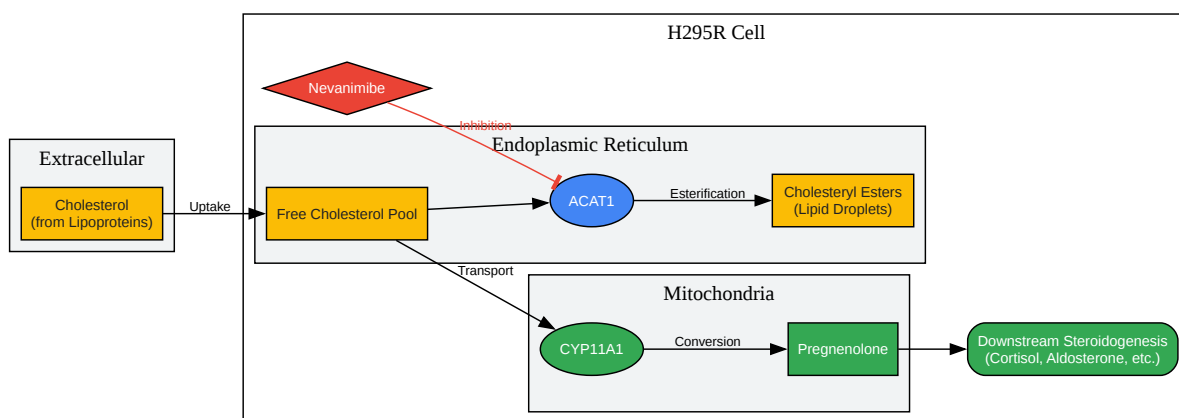 H295R Cell
Nevanimibe
Inhibition
Endoplasmic Reticulum
Extracellular
Cholesterol
(from Lipoproteins)
Uptake
Free Cholesterol Pool
ACAT1
Esterification
Cholesteryl Esters
(Lipid Droplets)
Transport
Mitochondria
CYP11A1
Conversion
Pregnenolone
Downstream Steroidogenesis
(Cortisol, Aldosterone, etc.)